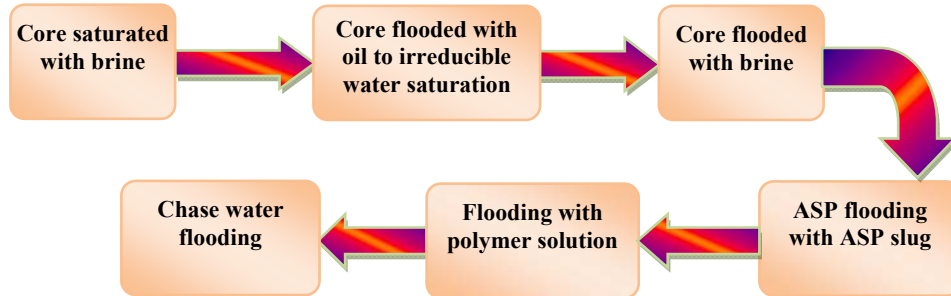 Core saturated
with brine
Core flooded with
oil to irreducible
water saturation
Core flooded
with brine
ASP flooding
with ASP slug
Flooding with
polymer solution
Chase water
flooding